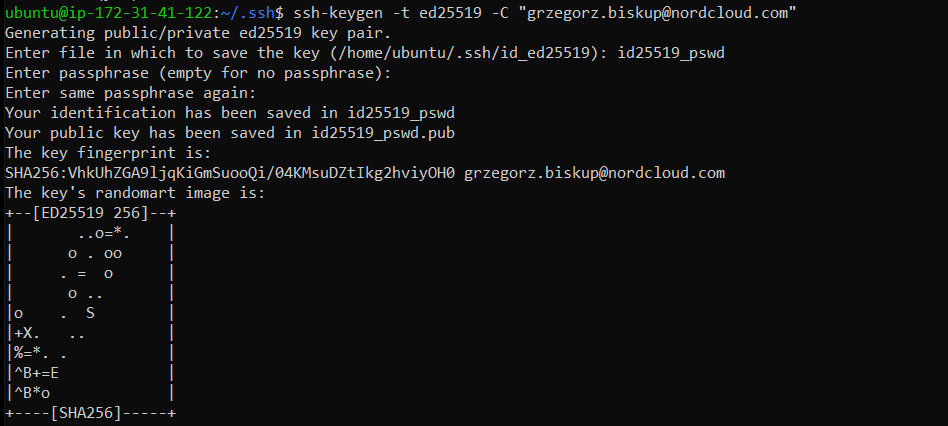 ubuntu@ip-172-31-41-122:~/.ssh$ ssh-keygen -t ed25519 -C "grzegorz.biskup@nordcloud.com"
Generating public/private ed25519 key pair.
Enter file in which to save the key (/home/ubuntu/.ssh/id_ed25519): id25519_pswd
Enter passphrase (empty for no passphrase):
Enter same passphrase again:
Your identification has been saved in id25519_pswd
Your public key has been saved in id25519_pswd.pub
The key fingerprint is:
SHA256:VhkUhZGA9ljqKiGmSuooQi/04KMsuDZtIkg2hviyOH0 grzegorz.biskup@nordcloud.com
The key's randomart image is:
+--[ED25519 256]--+
|       ..o=*.    |
|      o . oo     |
|     . =  o      |
|      o ..       |
|o    .  S        |
|+X.   ..         |
|%=*. .           |
|^B+=E            |
|^B*o             |
+----[SHA256]-----+